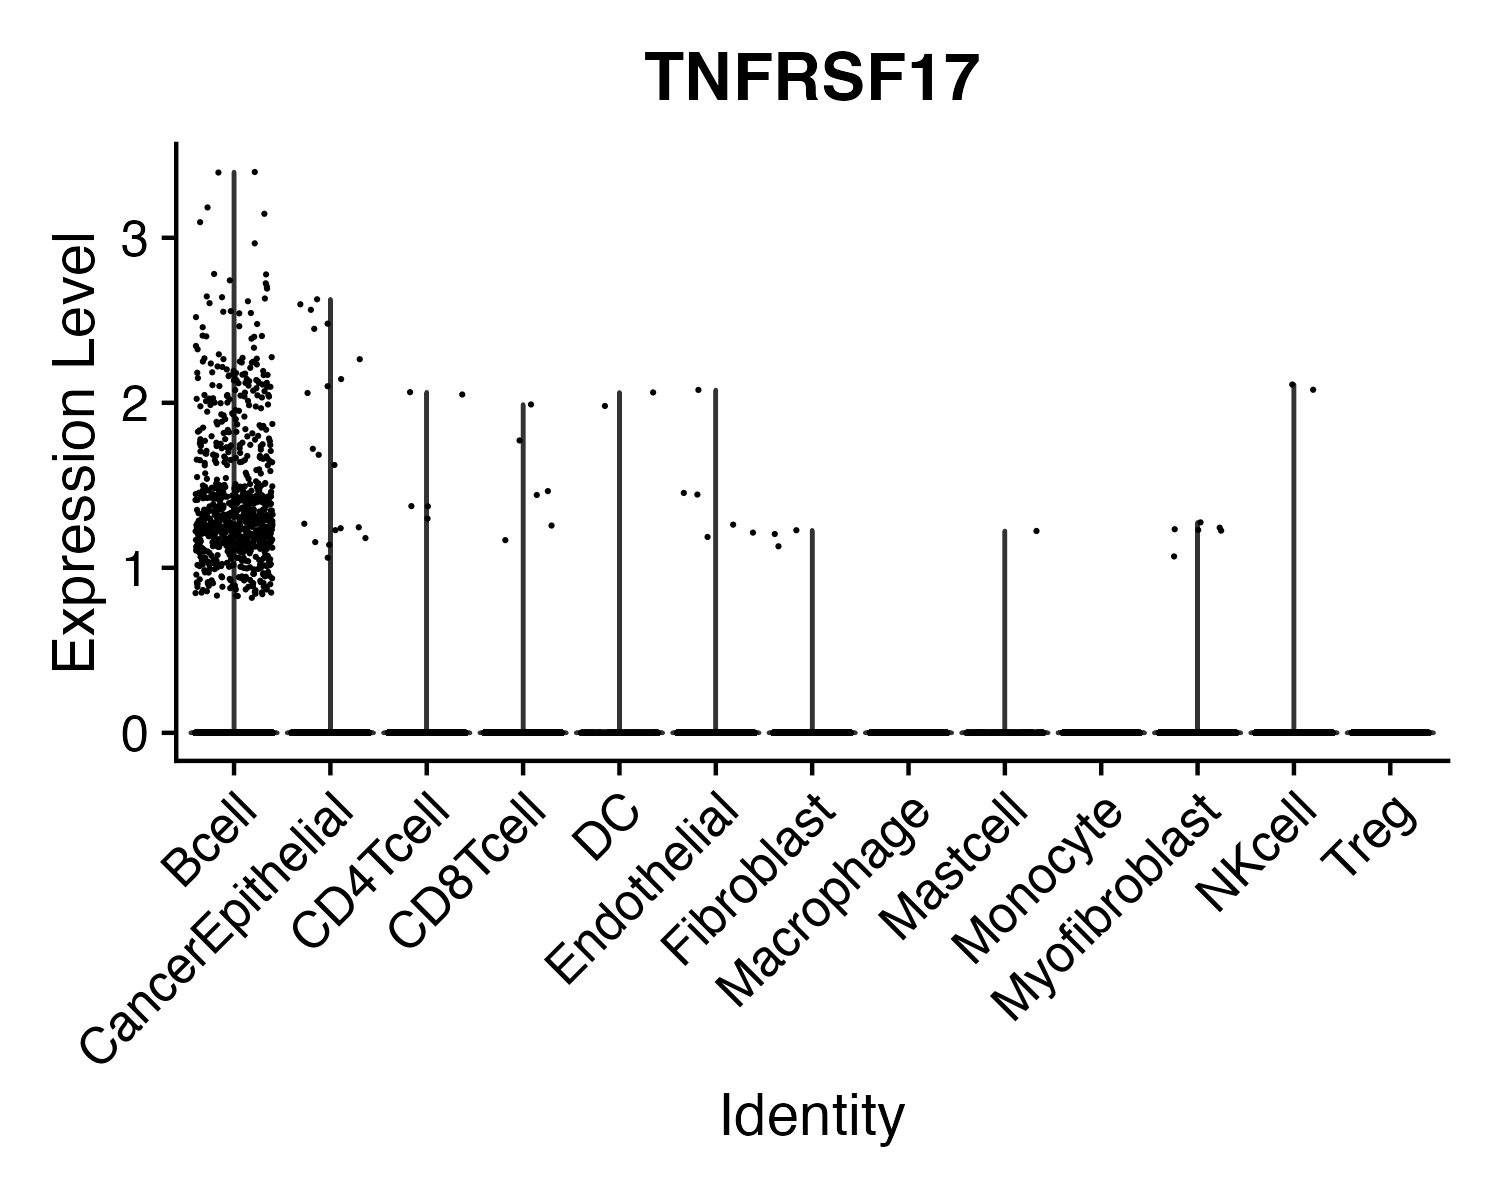 TNFRSF17
Expression Level
3
2
1
0
Bcell
CancerEpithelial
CD4Tcell
CD8Tcell
DC
Endothelial
Fibroblast
Macrophage
Mastcell
Monocyte
Myofibroblast
NKcell
Treg
Identity